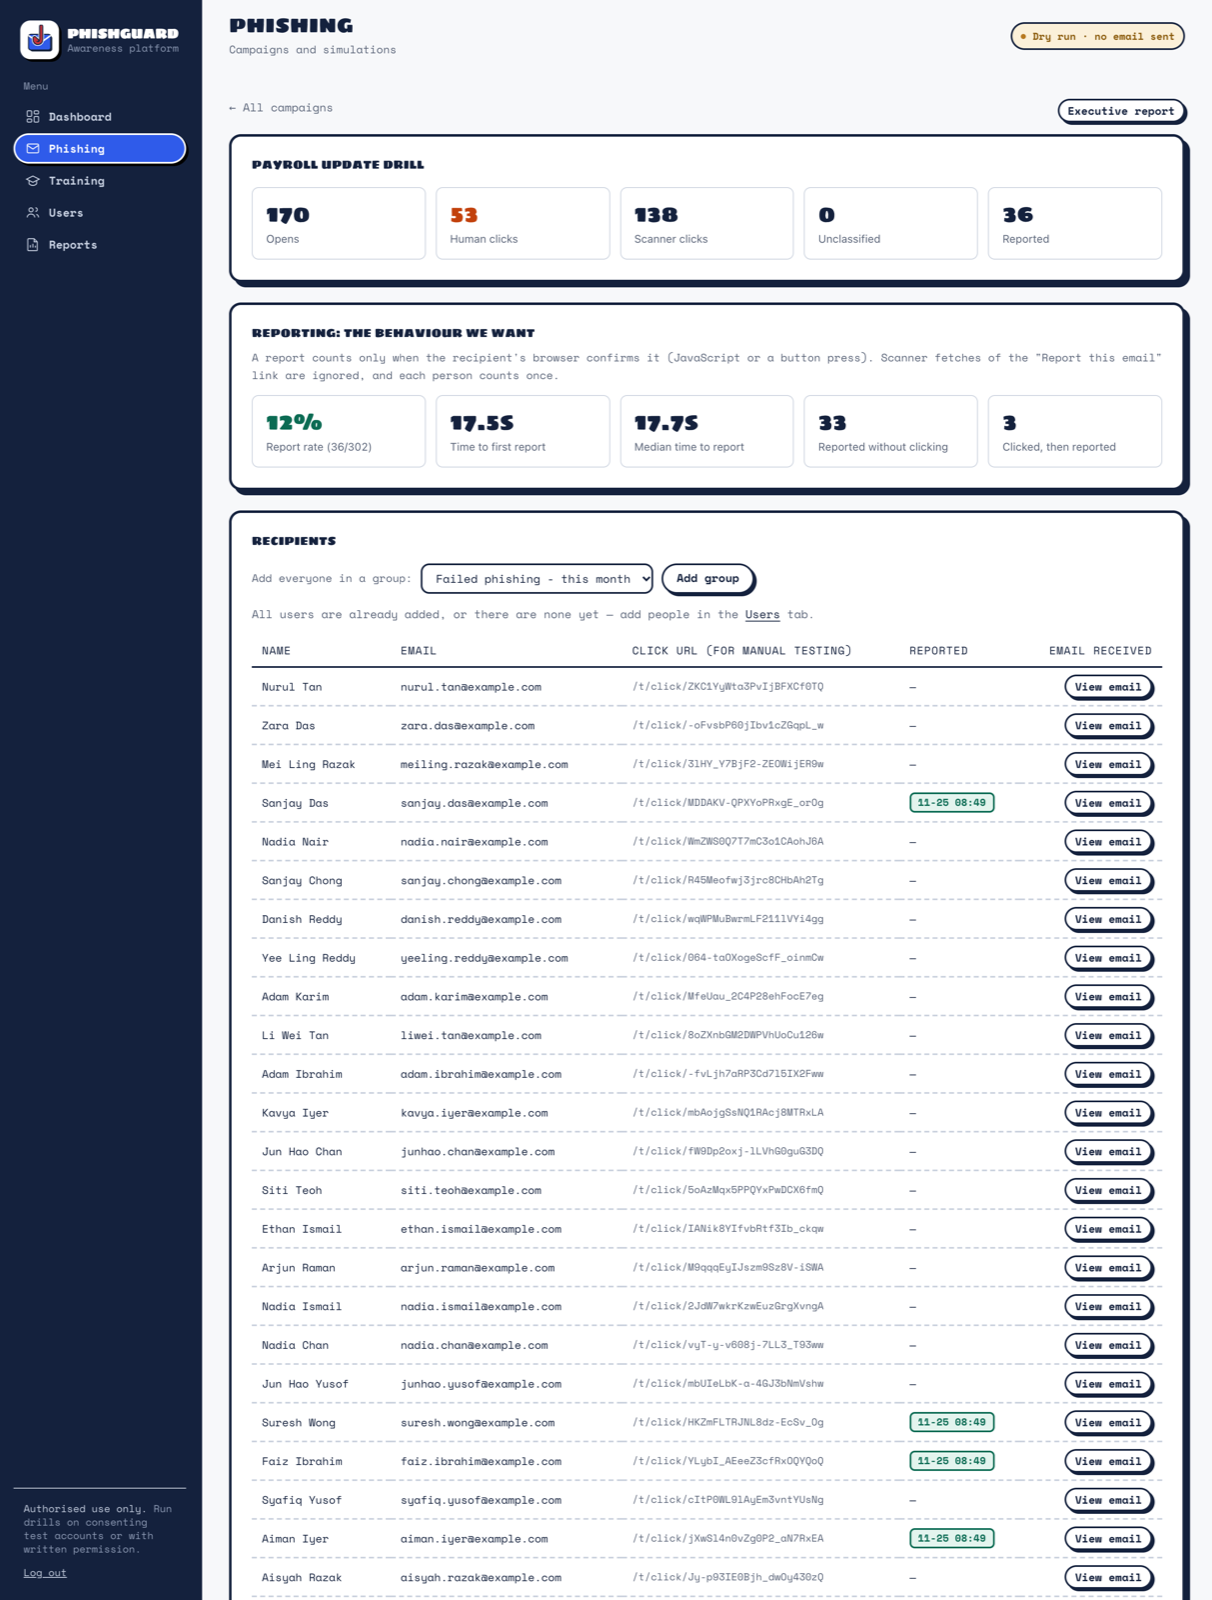 PHISHGUARD
Awareness platform
Menu
Dashboard
Phishing
Training
Users
Reports
Authorised use only. Run
drills on consenting
test accounts or with
written permission.
Log out
PHISHING
Campaigns and simulations
Dry run · no email sent
← All campaigns
Executive report
PAYROLL UPDATE DRILL
170 53 138 0 36
Opens Human clicks Scanner clicks Unclassified Reported
REPORTING: THE BEHAVIOUR WE WANT
A report counts only when the recipient's browser confirms it (JavaScript or a button press). Scanner fetches of the "Report this email"
link are ignored, and each person counts once.
12% 17.5S 17.7S 33 3
Report rate (36/302) Time to first report Median time to report Reported without clicking Clicked, then reported
RECIPIENTS
Add everyone in a group: Failed phishing - this month Add group
All users are already added, or there are none yet — add people in the Users tab.
NAME EMAIL CLICK URL (FOR MANUAL TESTING) REPORTED EMAIL RECEIVED
Nurul Tan nurul.tan@example.com /t/click/ZKC1YyWta3PvIjBFXCf0TQ — View email
Zara Das zara.das@example.com /t/click/-oFvsbP60jIbv1cZGqpL_w — View email
Mei Ling Razak meiling.razak@example.com /t/click/3lHY_Y7BjF2-ZEOWijER9w — View email
Sanjay Das sanjay.das@example.com /t/click/MDDAKV-QPXYoPRxgE_orOg 11-25 08:49 View email
Nadia Nair nadia.nair@example.com /t/click/WmZWS0Q7T7mC3o1CAohJ6A — View email
Sanjay Chong sanjay.chong@example.com /t/click/R45Meofwj3jrc8CHbAh2Tg — View email
Danish Reddy danish.reddy@example.com /t/click/wqWPMuBwrmLF211lVYi4gg — View email
Yee Ling Reddy yeeling.reddy@example.com /t/click/064-taOXogeScfF_oinmCw — View email
Adam Karim adam.karim@example.com /t/click/MfeUau_2C4P28ehFocE7eg — View email
Li Wei Tan liwei.tan@example.com /t/click/8oZXnbGM2DWPVhUoCu126w — View email
Adam Ibrahim adam.ibrahim@example.com /t/click/-fvLjh7aRP3Cd7l5IX2Fww — View email
Kavya Iyer kavya.iyer@example.com /t/click/mbAojgSsNQ1RAcj8MTRxLA — View email
Jun Hao Chan junhao.chan@example.com /t/click/fW9Dp2oxj-lLVhG0guG3DQ — View email
Siti Teoh siti.teoh@example.com /t/click/5oAzMqx5PPQYxPwDCX6fmQ — View email
Ethan Ismail ethan.ismail@example.com /t/click/IANik8YIfvbRtf3Ib_ckqw — View email
Arjun Raman arjun.raman@example.com /t/click/M9qqqEyIJszm9Sz8V-iSWA — View email
Nadia Ismail nadia.ismail@example.com /t/click/2JdW7wkrKzwEuzGrgXvngA — View email
Nadia Chan nadia.chan@example.com /t/click/vyT-y-v608j-7LL3_T93ww — View email
Jun Hao Yusof junhao.yusof@example.com /t/click/mbUIeLbK-a-4GJ3bNmVshw — View email
Suresh Wong suresh.wong@example.com /t/click/HKZmFLTRJNL8dz-EcSv_Og 11-25 08:49 View email
Faiz Ibrahim faiz.ibrahim@example.com /t/click/YLybI_AEeeZ3cfRxOQYQoQ 11-25 08:49 View email
Syafiq Yusof syafiq.yusof@example.com /t/click/cItP0WL9lAyEm3vntYUsNg — View email
Aiman Iyer aiman.iyer@example.com /t/click/jXwSl4n0vZg0P2_aN7RxEA 11-25 08:49 View email
Aisyah Razak aisyah.razak@example.com /t/click/Jy-p93IE0Bjh_dwOy430zQ — View email